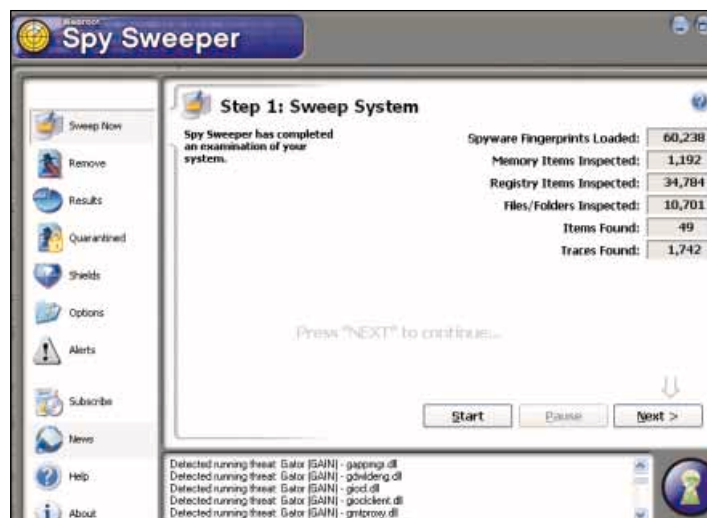 Webroot
Spy Sweeper
Sweep Now
Remove
Results
Quarantined
Shields
Options
Alerts
Subscribe
News
Help
About
Step 1: Sweep System
Spy Sweeper has completed
an examination of your
system.
Spyware Fingerprints Loaded: 60,238
Memory Items Inspected: 1,192
Registry Items Inspected: 34,784
Files/Folders Inspected: 10,701
Items Found: 49
Traces Found: 1,742
Press "NEXT" to continue...
Start
Pause
Next >
Detected running threat: Gator (GAIN) - gappmgr.dll
Detected running threat: Gator (GAIN) - gdwldeng.dll
Detected running threat: Gator (GAIN) - giocl.dll
Detected running threat: Gator (GAIN) - gioclclient.dll
Detected running threat: Gator (GAIN) - gmtproxy.dll